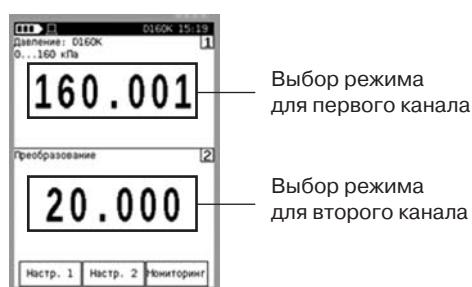 D160K 15:19
Давление: D160K
1
0...160 кПа
160.001
Выбор режима
для первого канала
Преобразование
2
20.000
Выбор режима
для второго канала
Настр. 1 Настр. 2 Мониторинг